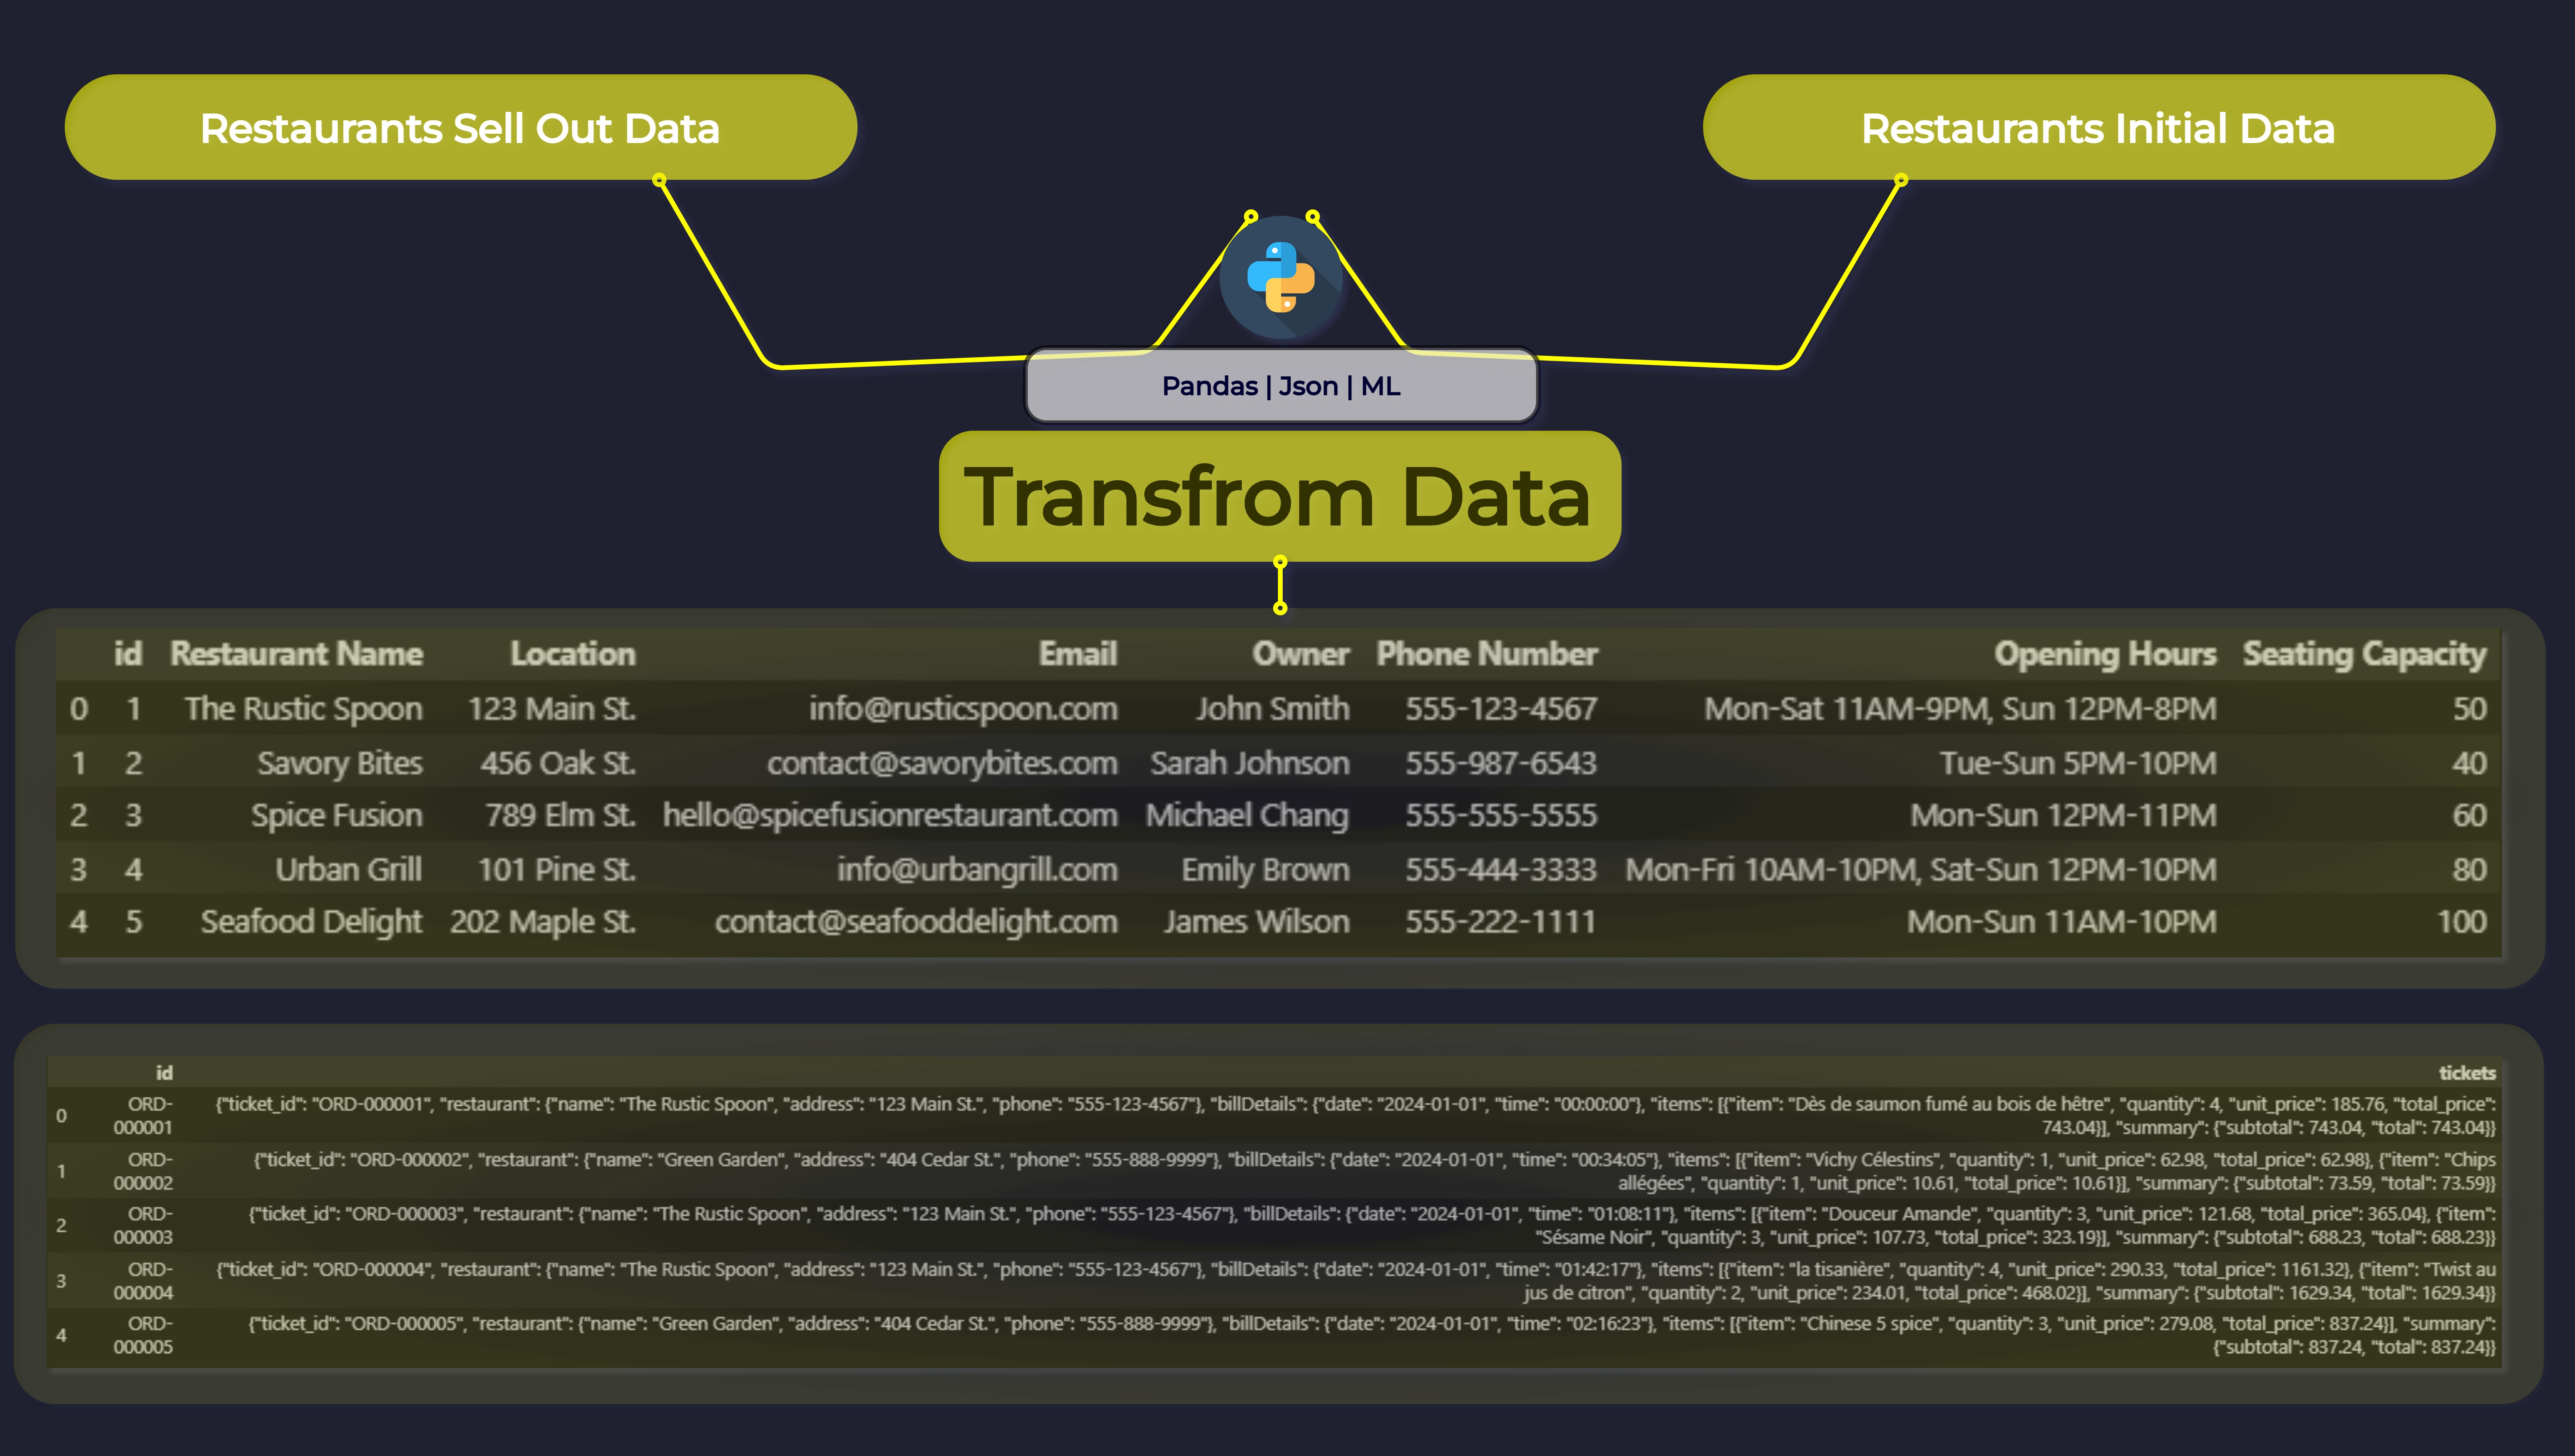 Restaurants Sell Out Data
Restaurants Initial Data
Pandas | Json | ML
Transfrom Data
id Restaurant Name Location Email Owner Phone Number Opening Hours Seating Capacity
0 1 The Rustic Spoon 123 Main St. info@rusticspoon.com John Smith 555-123-4567 Mon-Sat 11AM-9PM, Sun 12PM-8PM 50
1 2 Savory Bites 456 Oak St. contact@savorybites.com Sarah Johnson 555-987-6543 Tue-Sun 5PM-10PM 40
2 3 Spice Fusion 789 Elm St. hello@spicefusionrestaurant.com Michael Chang 555-555-5555 Mon-Sun 12PM-11PM 60
3 4 Urban Grill 101 Pine St. info@urbangrill.com Emily Brown 555-444-3333 Mon-Fri 10AM-10PM, Sat-Sun 12PM-10PM 80
4 5 Seafood Delight 202 Maple St. contact@seafooddelight.com James Wilson 555-222-1111 Mon-Sun 11AM-10PM 100
id tickets
0 ORD-
000001
{"ticket_id": "ORD-000001", "restaurant": {"name": "The Rustic Spoon", "address": "123 Main St.", "phone": "555-123-4567"}, "billDetails": {"date": "2024-01-01", "time": "00:00:00"}, "items": [{"item": "Dès de saumon fumé au bois de hêtre", "quantity": 4, "unit_price": 185.76, "total_price":
743.04}], "summary": {"subtotal": 743.04, "total": 743.04}}
1 ORD-
000002
{"ticket_id": "ORD-000002", "restaurant": {"name": "Green Garden", "address": "404 Cedar St.", "phone": "555-888-9999"}, "billDetails": {"date": "2024-01-01", "time": "00:34:05"}, "items": [{"item": "Vichy Célestins", "quantity": 1, "unit_price": 62.98, "total_price": 62.98}, {"item": "Chips
allégées", "quantity": 1, "unit_price": 10.61, "total_price": 10.61}], "summary": {"subtotal": 73.59, "total": 73.59}}
2 ORD-
000003
{"ticket_id": "ORD-000003", "restaurant": {"name": "The Rustic Spoon", "address": "123 Main St.", "phone": "555-123-4567"}, "billDetails": {"date": "2024-01-01", "time": "01:08:11"}, "items": [{"item": "Douceur Amande", "quantity": 3, "unit_price": 121.68, "total_price": 365.04}, {"item":
"Sésame Noir", "quantity": 3, "unit_price": 107.73, "total_price": 323.19}], "summary": {"subtotal": 688.23, "total": 688.23}}
3 ORD-
000004
{"ticket_id": "ORD-000004", "restaurant": {"name": "The Rustic Spoon", "address": "123 Main St.", "phone": "555-123-4567"}, "billDetails": {"date": "2024-01-01", "time": "01:42:17"}, "items": [{"item": "la tisanière", "quantity": 4, "unit_price": 290.33, "total_price": 1161.32}, {"item": "Twist au
jus de citron", "quantity": 2, "unit_price": 234.01, "total_price": 468.02}], "summary": {"subtotal": 1629.34, "total": 1629.34}}
4 ORD-
000005
{"ticket_id": "ORD-000005", "restaurant": {"name": "Green Garden", "address": "404 Cedar St.", "phone": "555-888-9999"}, "billDetails": {"date": "2024-01-01", "time": "02:16:23"}, "items": [{"item": "Chinese 5 spice", "quantity": 3, "unit_price": 279.08, "total_price": 837.24}], "summary":
{"subtotal": 837.24, "total": 837.24}}